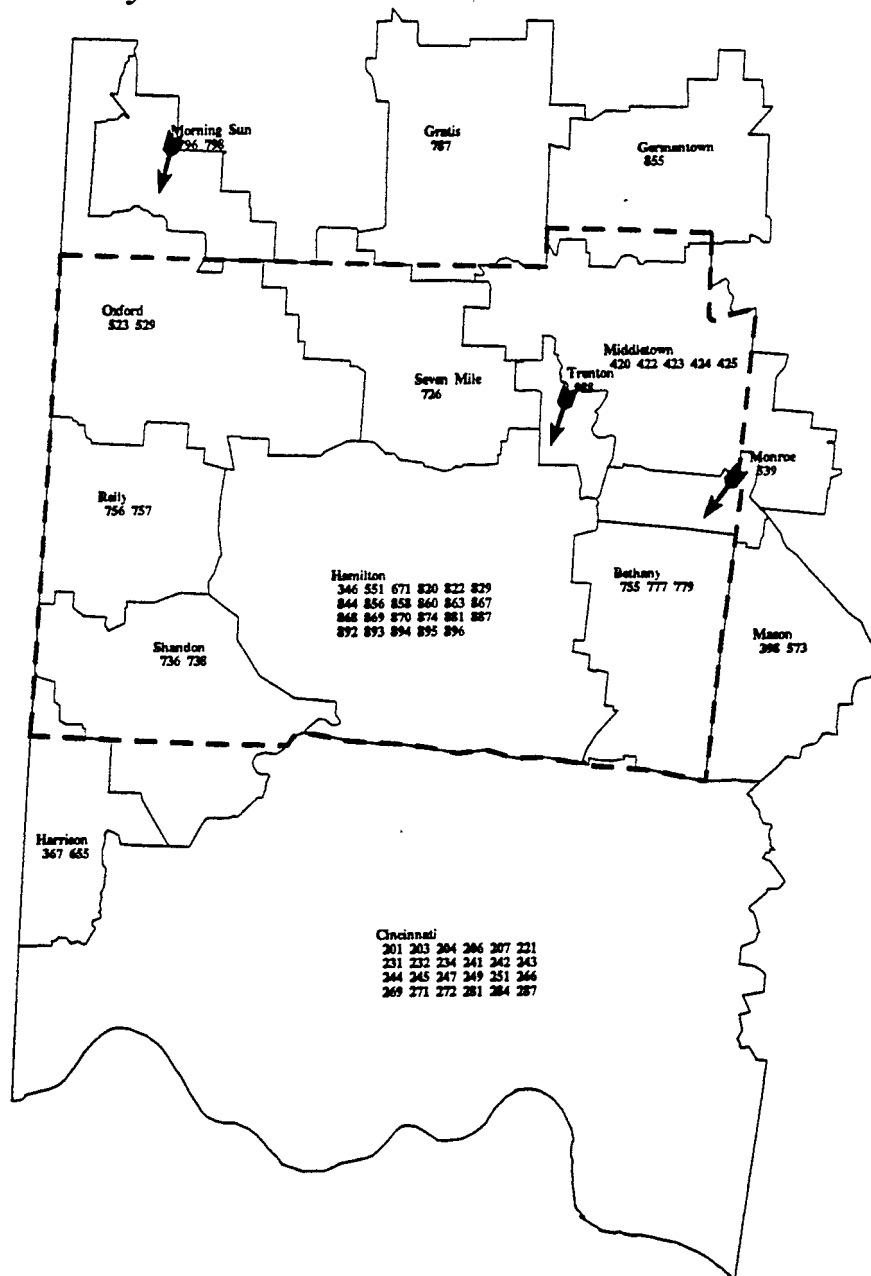 Morning Sun
796 798
Gratis
787
Germantown
855
Oxford
523 529
Middletown
420 422 423 424 425
Seven Mile
726
Trenton
988
Monroe
539
Reily
756 757
Hamilton
346 551 671 820 822 829
844 856 858 860 863 867
868 869 870 874 881 887
892 893 894 895 896
Bethany
755 777 779
Mason
398 573
Shandon
736 738
Harrison
367 655
Cincinnati
201 203 204 206 207 221
231 232 234 241 242 243
244 245 247 249 251 266
269 271 272 281 284 287